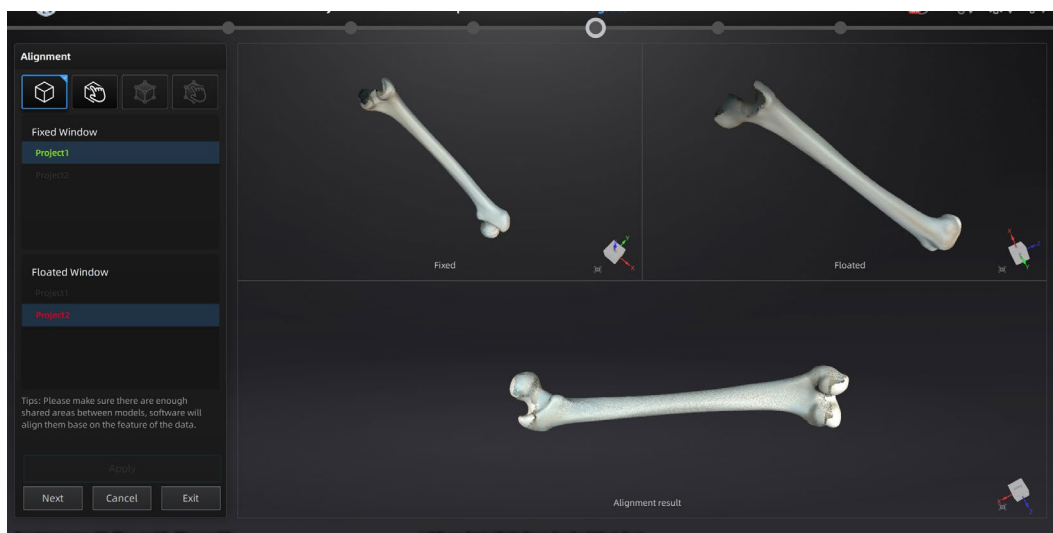 Alignment
Fixed Window
Project1
Project2
Floated Window
Project1
Project2
Tips: Please make sure there are enough
shared areas between models, software will
align them base on the feature of the data.
Apply
Next
Cancel
Exit
Fixed
Y
X
Floated
X
Z
Y
Alignment result
Z